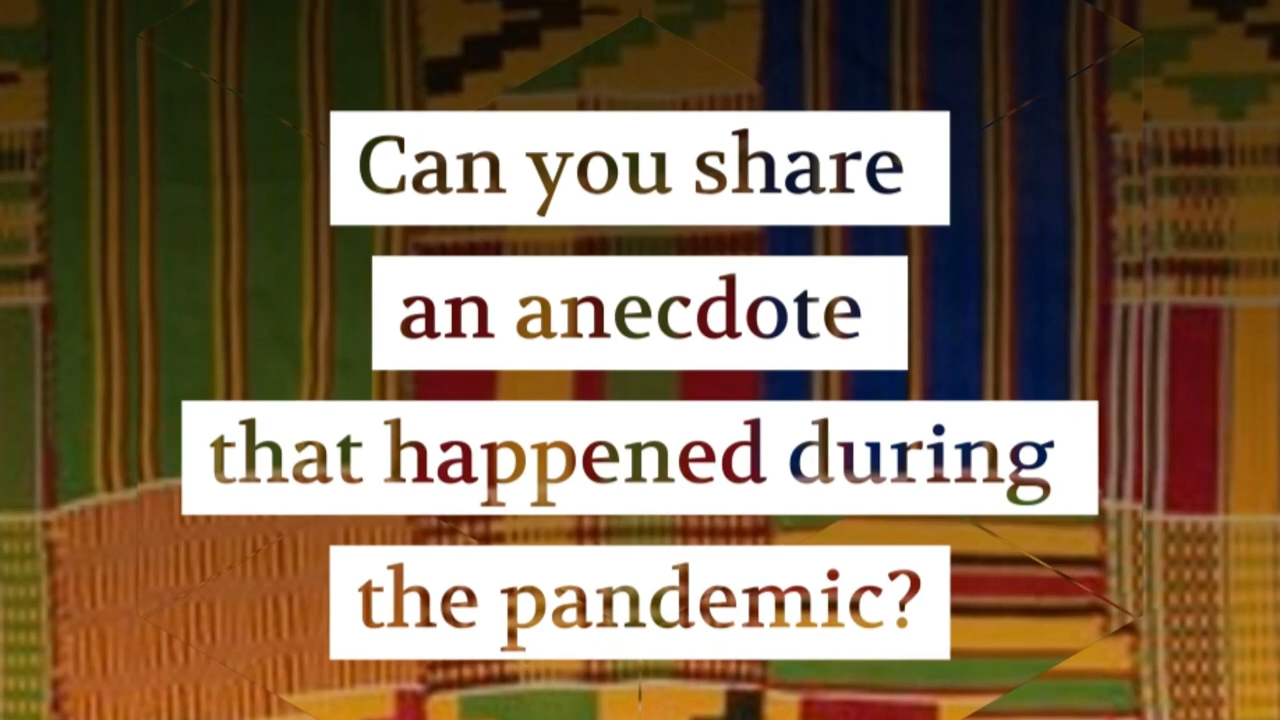 Can you share
an anecdote
that happened during
the pandemic?